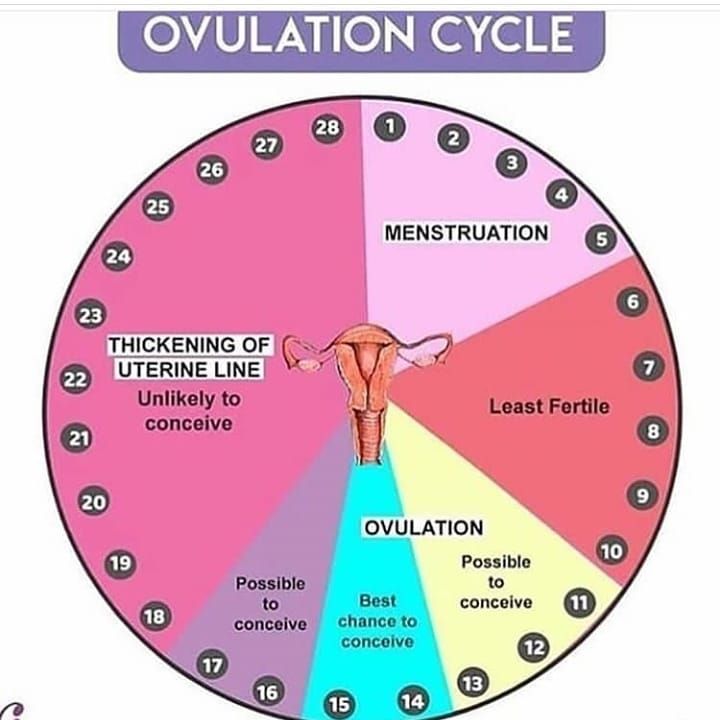 OVULATION CYCLE
1
2
3
4
5
MENSTRUATION
6
7
8
9
10
Least Fertile
11
12
13
Possible
to
conceive
OVULATION
14
15
Best
chance to
conceive
16
17
Possible
to
conceive
18
19
20
21
22
23
24
25
26
27
28
THICKENING OF
UTERINE LINE
Unlikely to
conceive